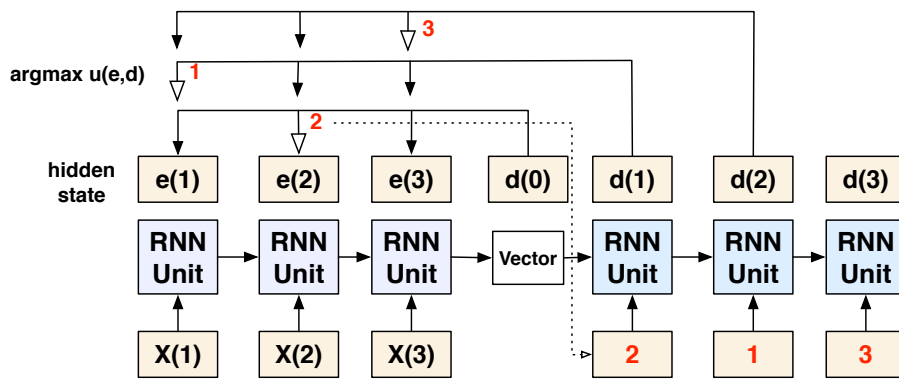 3
argmax u(e,d)
1
2
hidden
state
e(1) e(2) e(3) d(0) d(1) d(2) d(3)
RNN RNN RNN RNN RNN RNN
Unit Unit Unit Vector Unit Unit Unit
X(1) X(2) X(3) 2 1 3